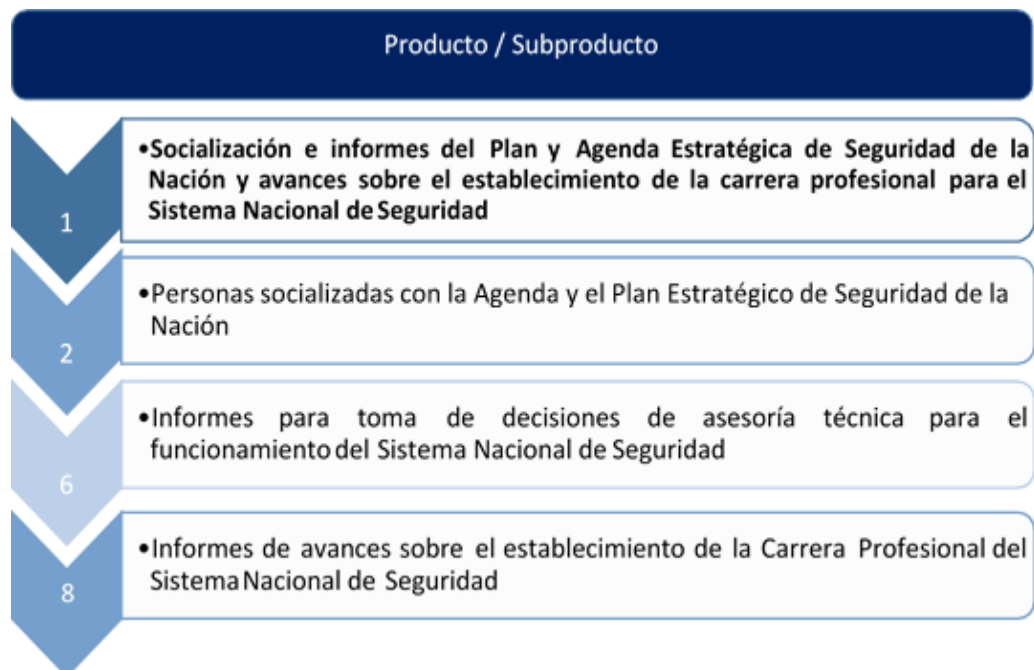 Producto / Subproducto
•Socialización e informes del Plan y Agenda Estratégica de Seguridad de la
Nación y avances sobre el establecimiento de la carrera profesional para el
Sistema Nacional de Seguridad
1
•Personas socializadas con la Agenda y el Plan Estratégico de Seguridad de la
Nación
2
•Informes para toma de decisiones de asesoría técnica para el
funcionamiento del Sistema Nacional de Seguridad
6
•Informes de avances sobre el establecimiento de la Carrera Profesional del
Sistema Nacional de Seguridad
8